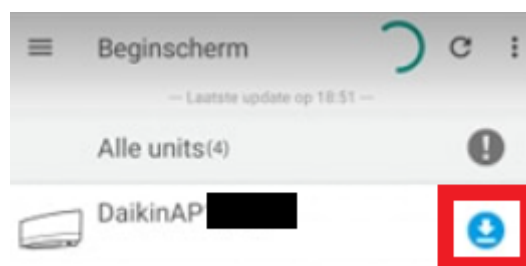 Beginscherm
— Laatste update op 18:51 —
Alle units(4)
DaikinAP